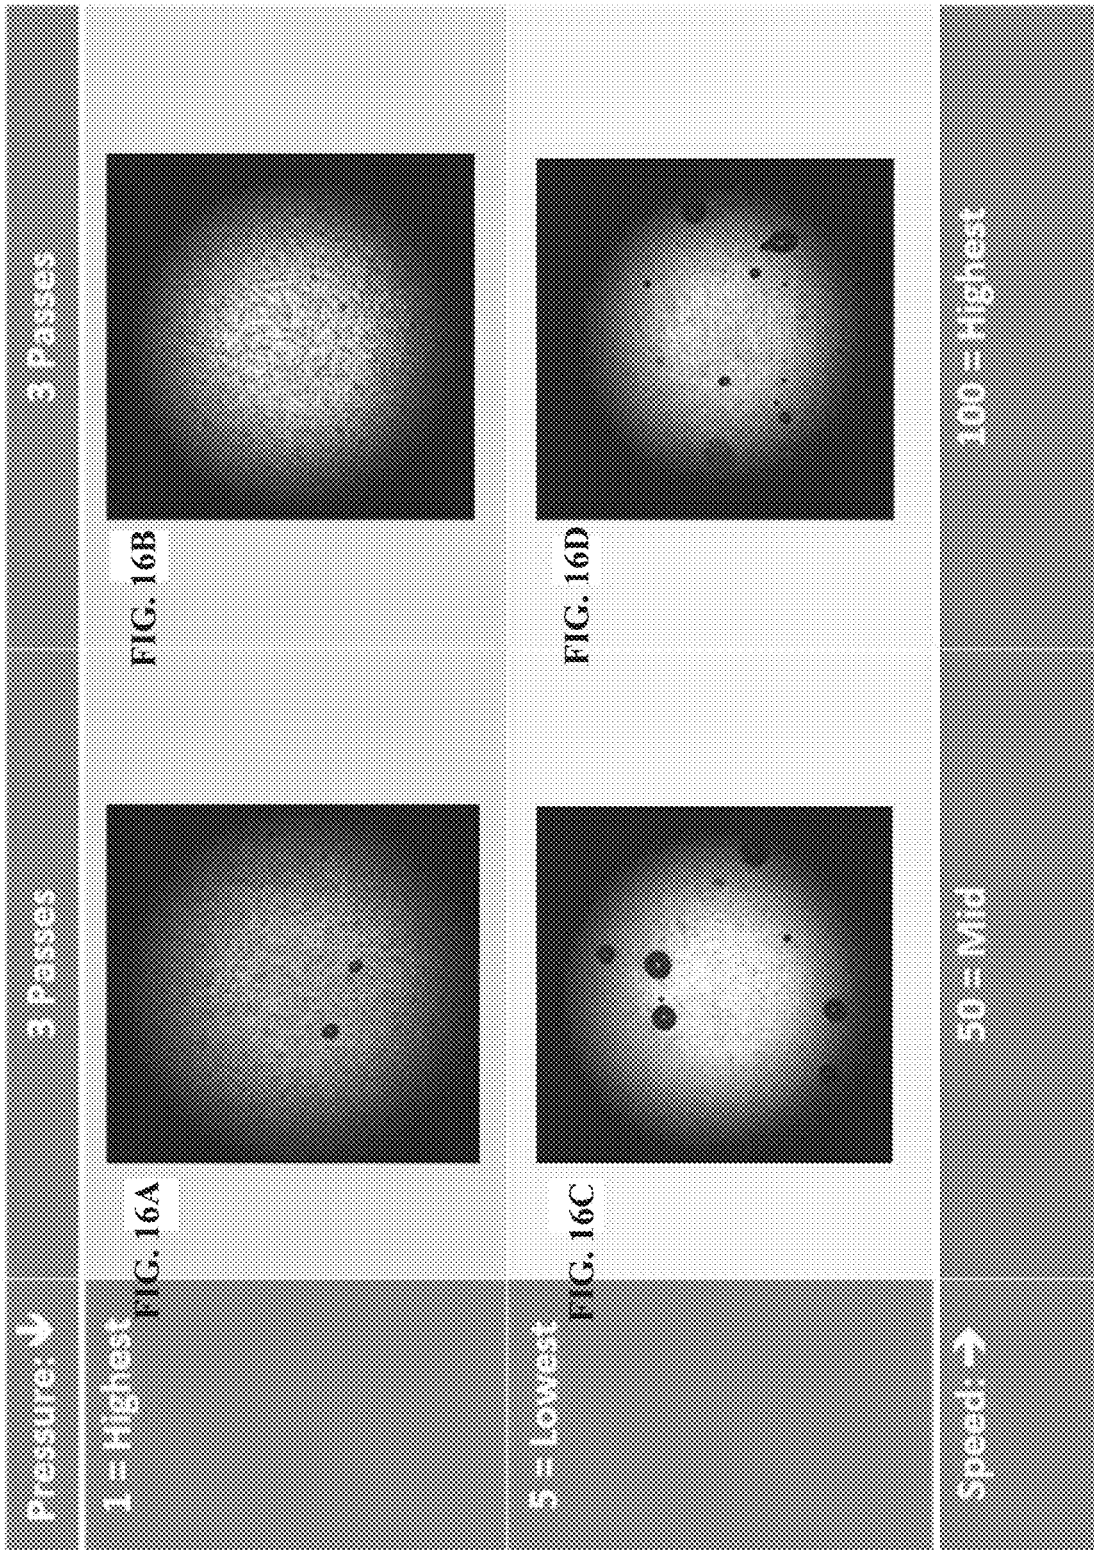 Pressure: ↓ 3 Passes 3 Passes
1 = Highest
FIG. 16A FIG. 16B
5 = Lowest
FIG. 16C FIG. 16D
Speed: → 50 = Mid 100 = Highest